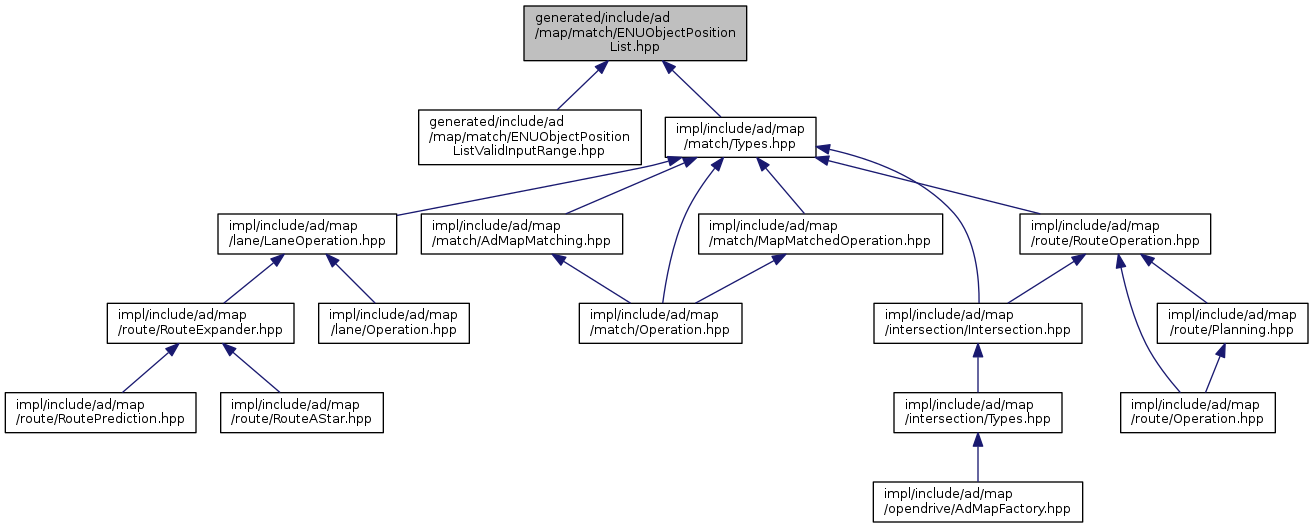 generated/include/ad
/map/match/ENUObjectPosition
List.hpp
generated/include/ad
/map/match/ENUObjectPosition
ListValidInputRange.hpp
impl/include/ad/map
/match/Types.hpp
impl/include/ad/map
/lane/LaneOperation.hpp
impl/include/ad/map
/match/AdMapMatching.hpp
impl/include/ad/map
/match/MapMatchedOperation.hpp
impl/include/ad/map
/route/RouteOperation.hpp
impl/include/ad/map
/route/RouteExpander.hpp
impl/include/ad/map
/lane/Operation.hpp
impl/include/ad/map
/match/Operation.hpp
impl/include/ad/map
/intersection/Intersection.hpp
impl/include/ad/map
/route/Planning.hpp
impl/include/ad/map
/route/RoutePrediction.hpp
impl/include/ad/map
/route/RouteAStar.hpp
impl/include/ad/map
/intersection/Types.hpp
impl/include/ad/map
/route/Operation.hpp
impl/include/ad/map
/opendrive/AdMapFactory.hpp